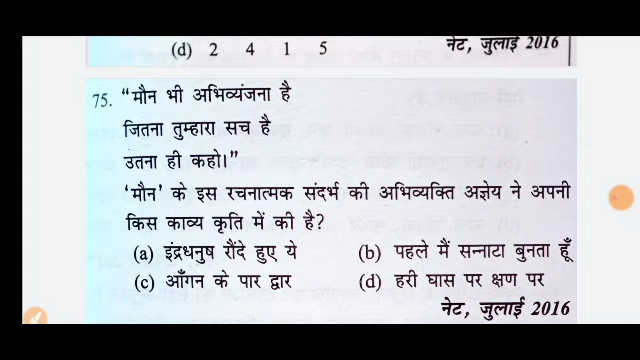 (d) 2 4 1 5
नेट, जुलाई 2016
75. “मौन भी अभिव्यंजना है
जितना तुम्हारा सच है
उतना ही कहो।”
‘मौन’ के इस रचनात्मक संदर्भ की अभिव्यक्ति अज्ञेय ने अपनी
किस काव्य कृति में की है?
(a) इंद्रधनुष रौंदे हुए ये (b) पहले मैं सन्नाटा बुनता हूँ
(c) आँगन के पार द्वार (d) हरी घास पर क्षण पर
नेट, जुलाई 2016